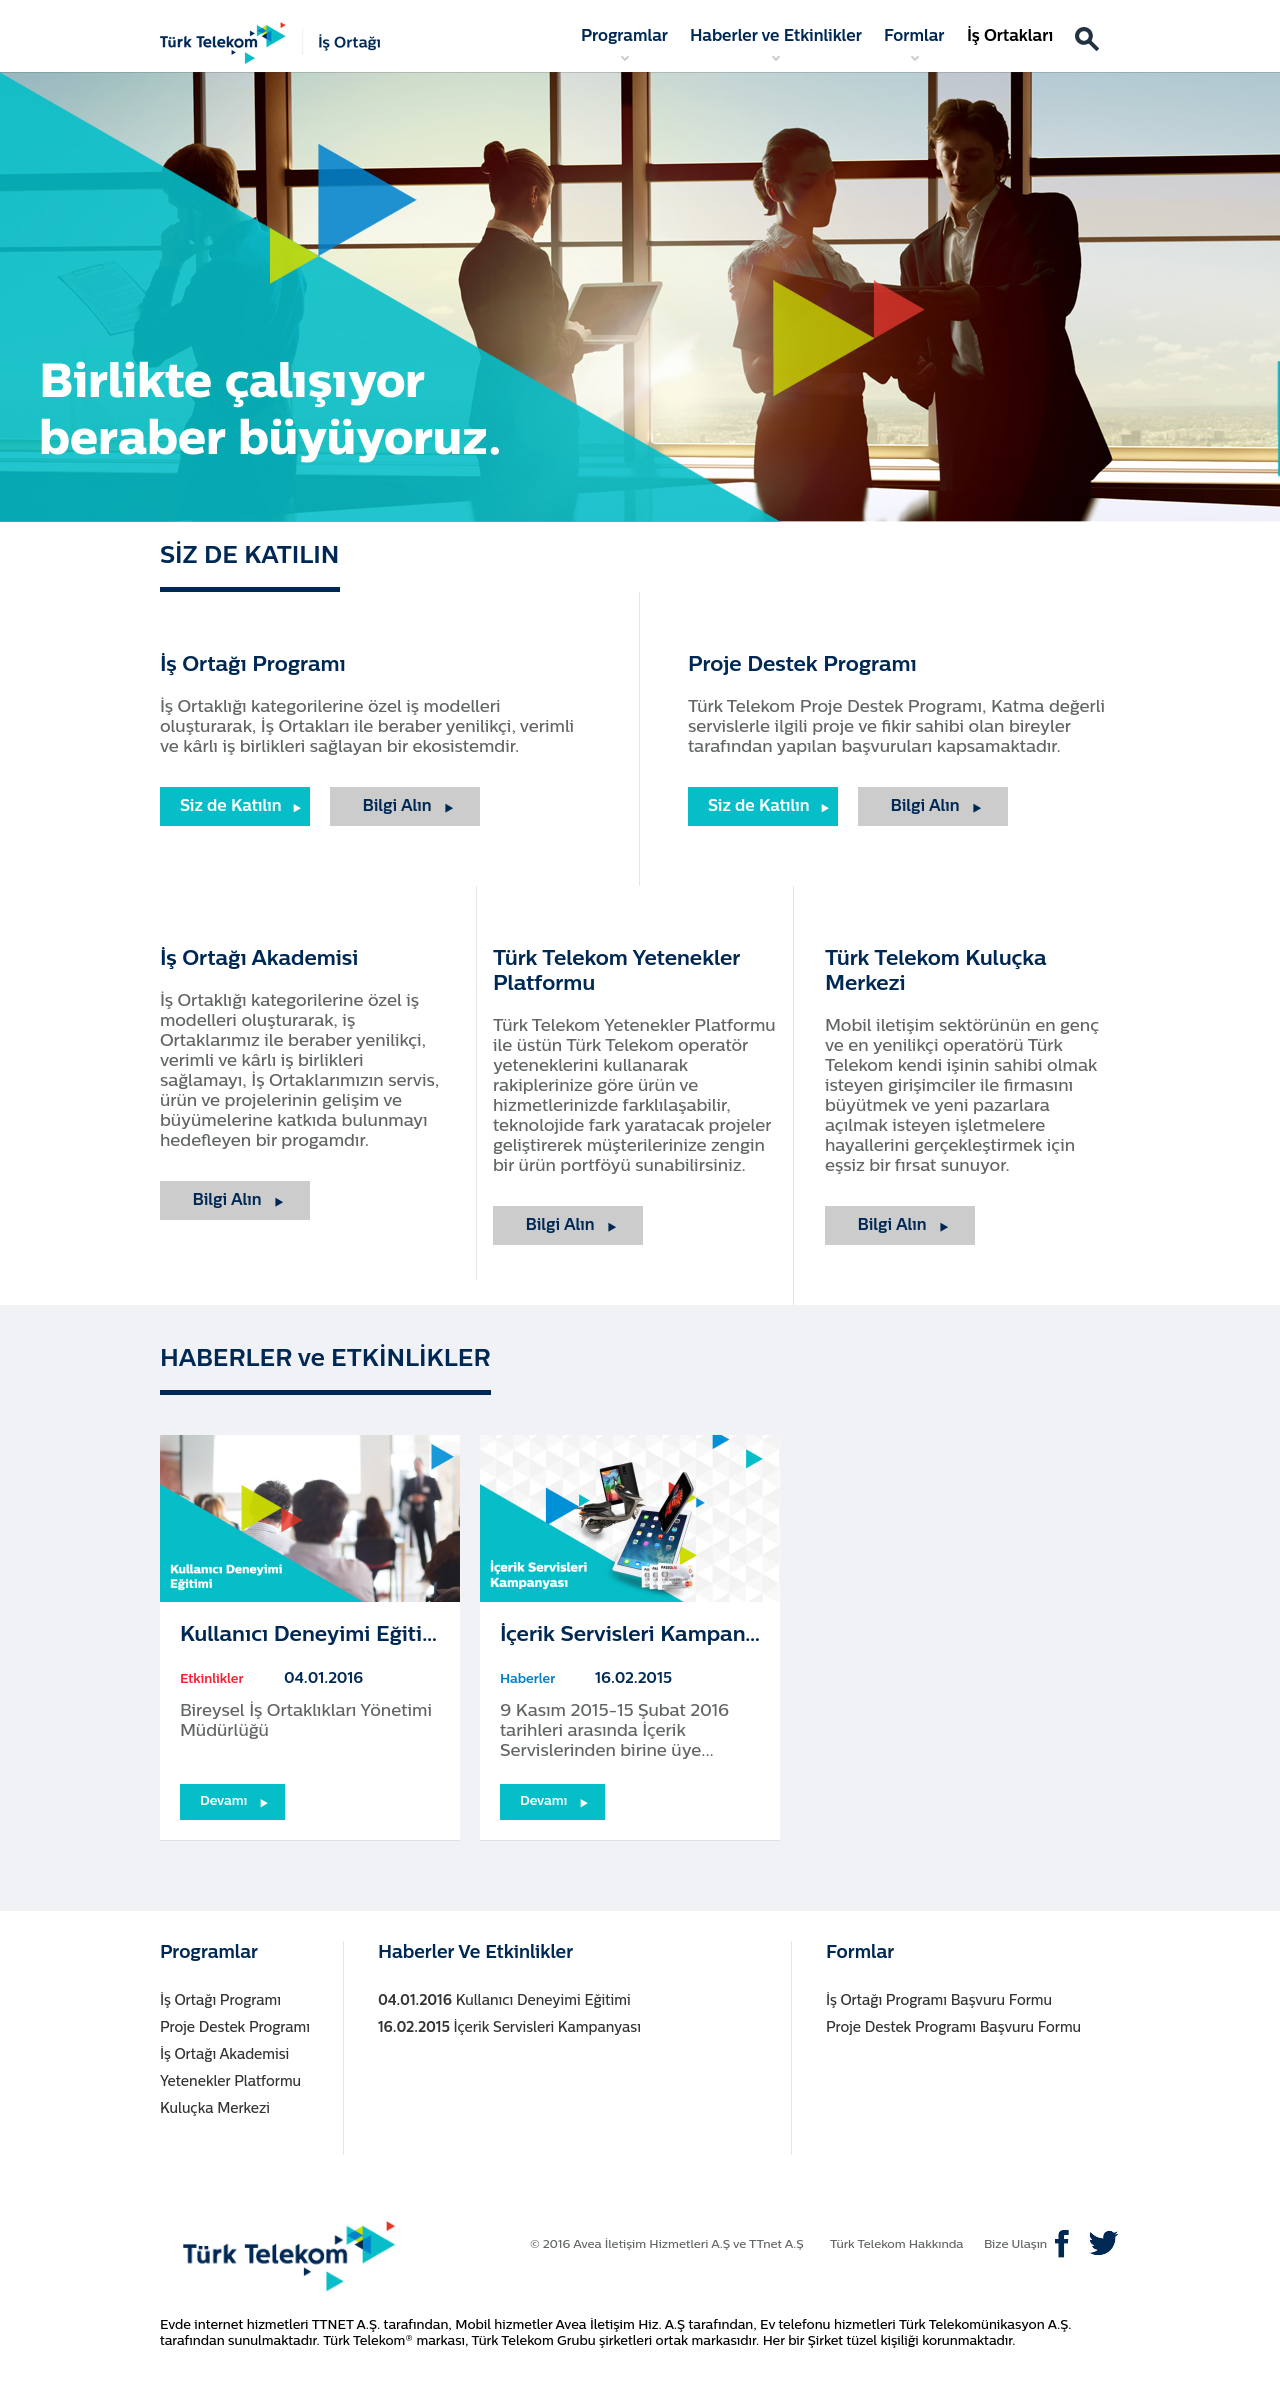 Türk Telekom
İş Ortağı
Programlar
Haberler ve Etkinlikler
Formlar
İş Ortakları
Birlikte çalışıyor
beraber büyüyoruz.
SİZ DE KATILIN
İş Ortağı Programı
İş Ortaklığı kategorilerine özel iş modelleri
oluşturarak, İş Ortakları ile beraber yenilikçi, verimli
ve kârlı iş birlikleri sağlayan bir ekosistemdir.
Siz de Katılın
Bilgi Alın
Proje Destek Programı
Türk Telekom Proje Destek Programı, Katma değerli
servislerle ilgili proje ve fikir sahibi olan bireyler
tarafından yapılan başvuruları kapsamaktadır.
Siz de Katılın
Bilgi Alın
İş Ortağı Akademisi
İş Ortaklığı kategorilerine özel iş
modelleri oluşturarak, iş
Ortaklarımız ile beraber yenilikçi,
verimli ve kârlı iş birlikleri
sağlamayı, İş Ortaklarımızın servis,
ürün ve projelerinin gelişim ve
büyümelerine katkıda bulunmayı
hedefleyen bir progamdır.
Bilgi Alın
Türk Telekom Yetenekler
Platformu
Türk Telekom Yetenekler Platformu
ile üstün Türk Telekom operatör
yeteneklerini kullanarak
rakiplerinize göre ürün ve
hizmetlerinizde farklılaşabilir,
teknolojide fark yaratacak projeler
geliştirerek müşterilerinize zengin
bir ürün portföyü sunabilirsiniz.
Bilgi Alın
Türk Telekom Kuluçka
Merkezi
Mobil iletişim sektörünün en genç
ve en yenilikçi operatörü Türk
Telekom kendi işinin sahibi olmak
isteyen girişimciler ile firmasını
büyütmek ve yeni pazarlara
açılmak isteyen işletmelere
hayallerini gerçekleştirmek için
eşsiz bir fırsat sunuyor.
Bilgi Alın
HABERLER ve ETKİNLİKLER
Kullanıcı Deneyimi
Eğitimi
Kullanıcı Deneyimi Eğiti...
Etkinlikler
04.01.2016
Bireysel İş Ortaklıkları Yönetimi
Müdürlüğü
Devamı
İçerik Servisleri
Kampanyası
İçerik Servisleri Kampan...
Haberler
16.02.2015
9 Kasım 2015-15 Şubat 2016
tarihleri arasında İçerik
Servislerinden birine üye...
Devamı
Programlar
İş Ortağı Programı
Proje Destek Programı
İş Ortağı Akademisi
Yetenekler Platformu
Kuluçka Merkezi
Haberler Ve Etkinlikler
04.01.2016 Kullanıcı Deneyimi Eğitimi
16.02.2015 İçerik Servisleri Kampanyası
Formlar
İş Ortağı Programı Başvuru Formu
Proje Destek Programı Başvuru Formu
Türk Telekom
© 2016 Avea İletişim Hizmetleri A.Ş ve TTnet A.Ş
Türk Telekom Hakkında
Bize Ulaşın
Evde internet hizmetleri TTNET A.Ş. tarafından, Mobil hizmetler Avea İletişim Hiz. A.Ş tarafından, Ev telefonu hizmetleri Türk Telekomünikasyon A.Ş.
tarafından sunulmaktadır. Türk Telekom® markası, Türk Telekom Grubu şirketleri ortak markasıdır. Her bir Şirket tüzel kişiliği korunmaktadır.